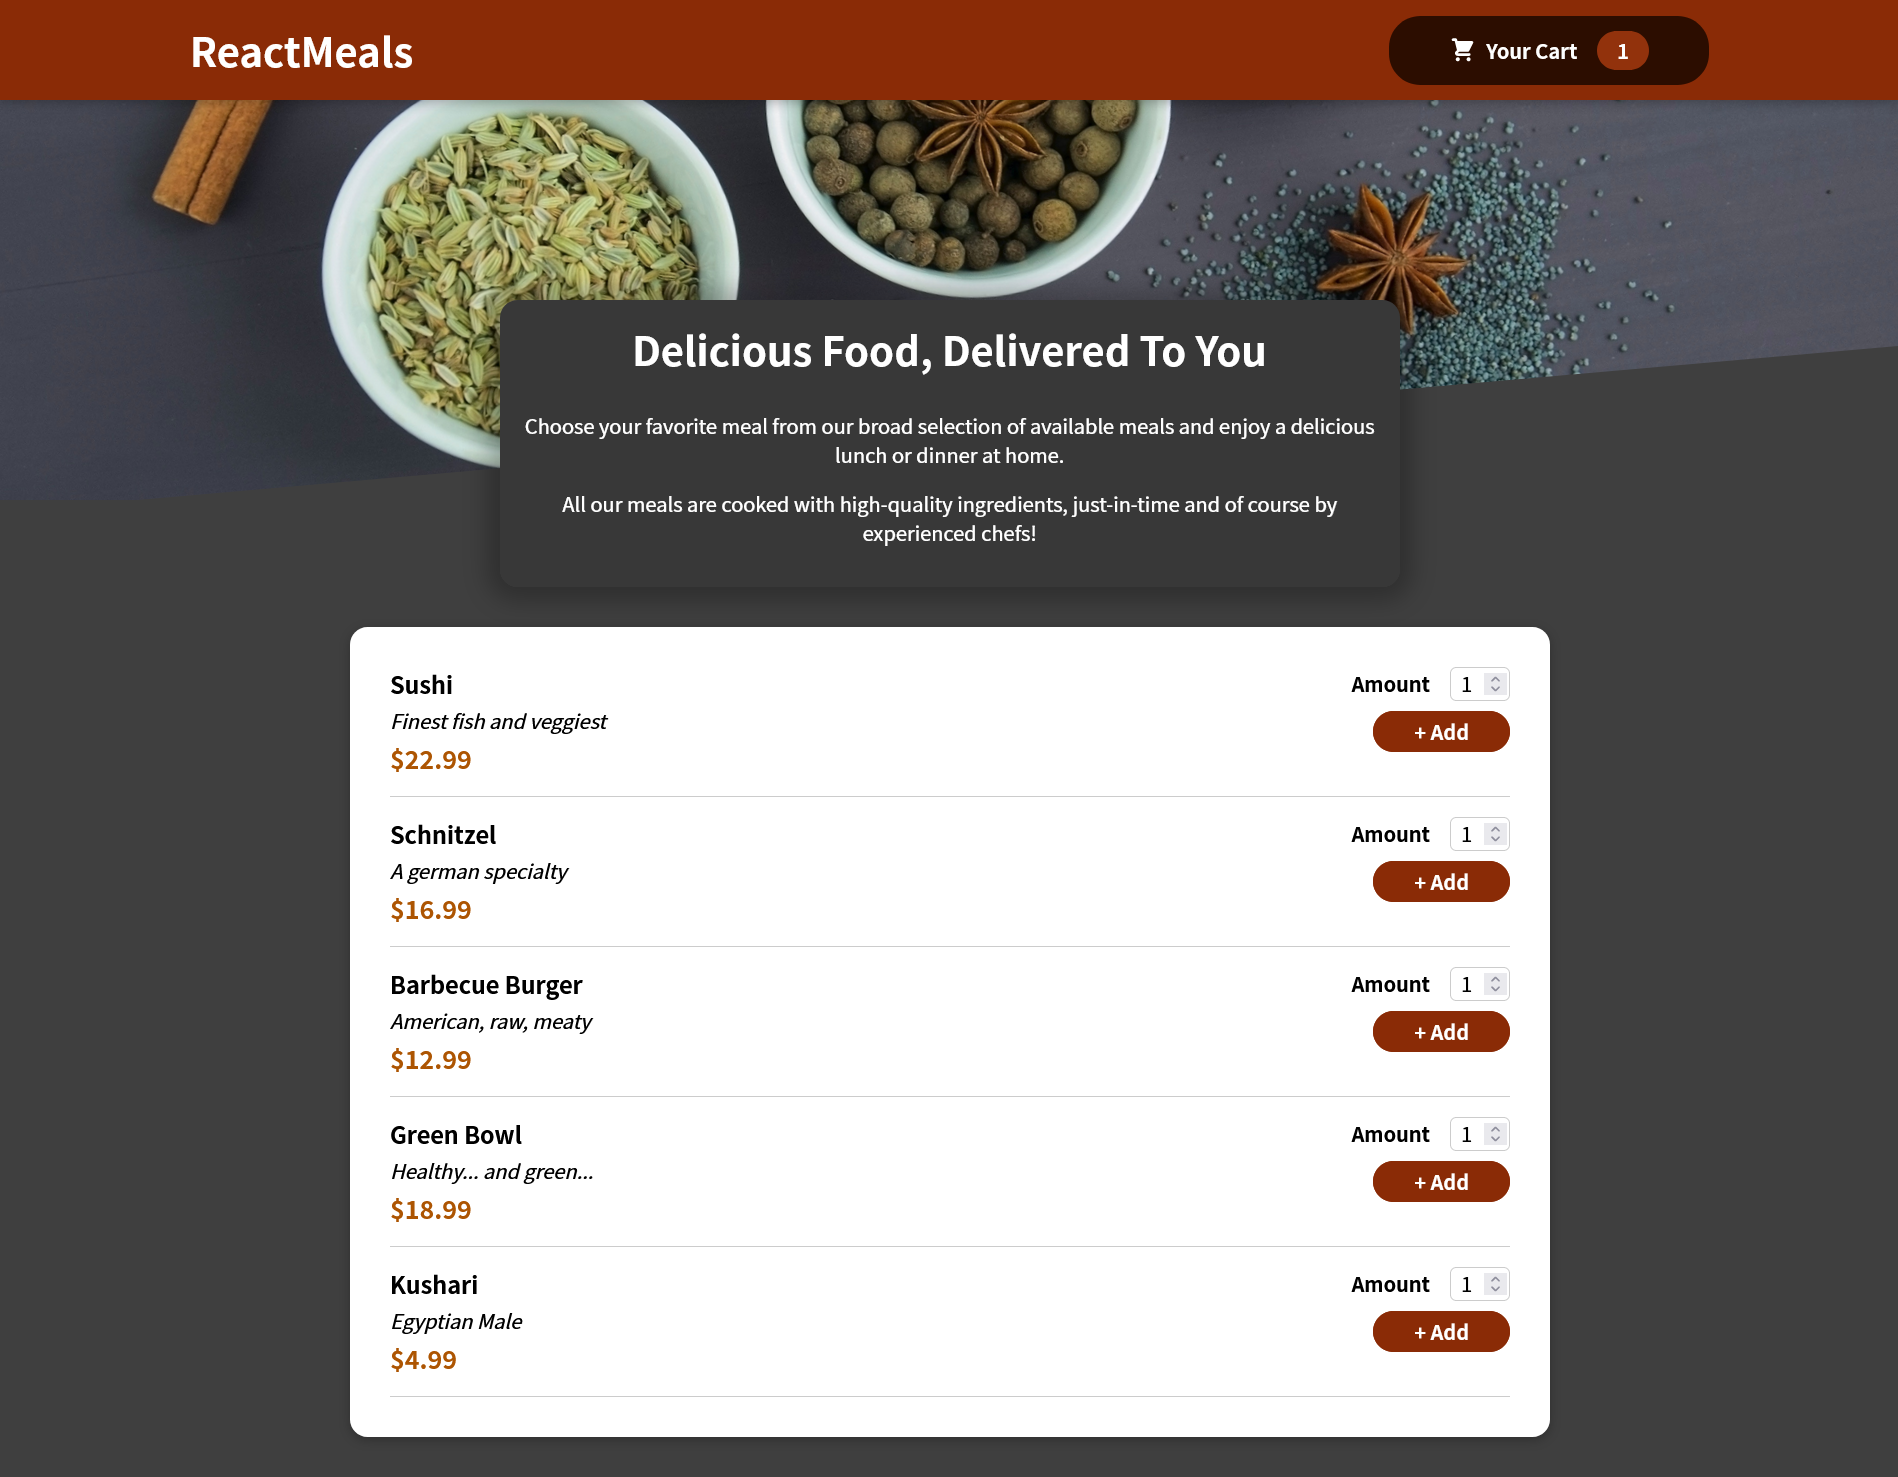 ReactMeals
Your Cart 1
Delicious Food, Delivered To You
Choose your favorite meal from our broad selection of available meals and enjoy a delicious
lunch or dinner at home.
All our meals are cooked with high-quality ingredients, just-in-time and of course by
experienced chefs!
Sushi
Finest fish and veggiest
$22.99
Amount 1
+ Add
Schnitzel
A german specialty
$16.99
Amount 1
+ Add
Barbecue Burger
American, raw, meaty
$12.99
Amount 1
+ Add
Green Bowl
Healthy... and green...
$18.99
Amount 1
+ Add
Kushari
Egyptian Male
$4.99
Amount 1
+ Add